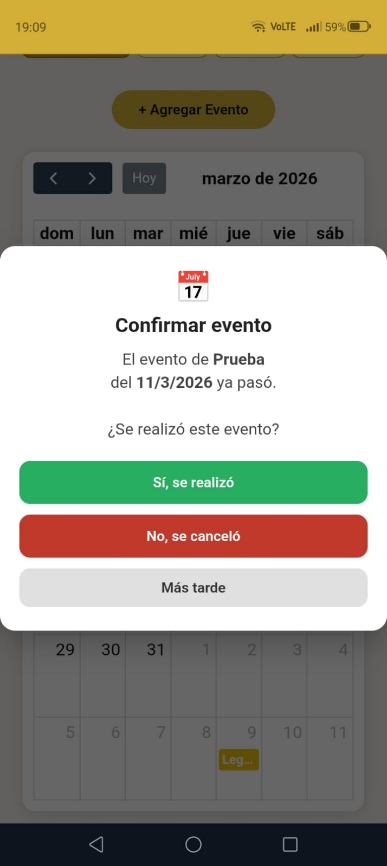 19:09 VoLTE 59%
+ Agregar Evento
Hoy marzo de 2026
dom lun mar mié jue vie sáb
July
17
Confirmar evento
El evento de Prueba
del 11/3/2026 ya pasó.
¿Se realizó este evento?
Sí, se realizó
No, se canceló
Más tarde
29 30 31 1 2 3 4
5 6 7 8 9 10 11
Leg...